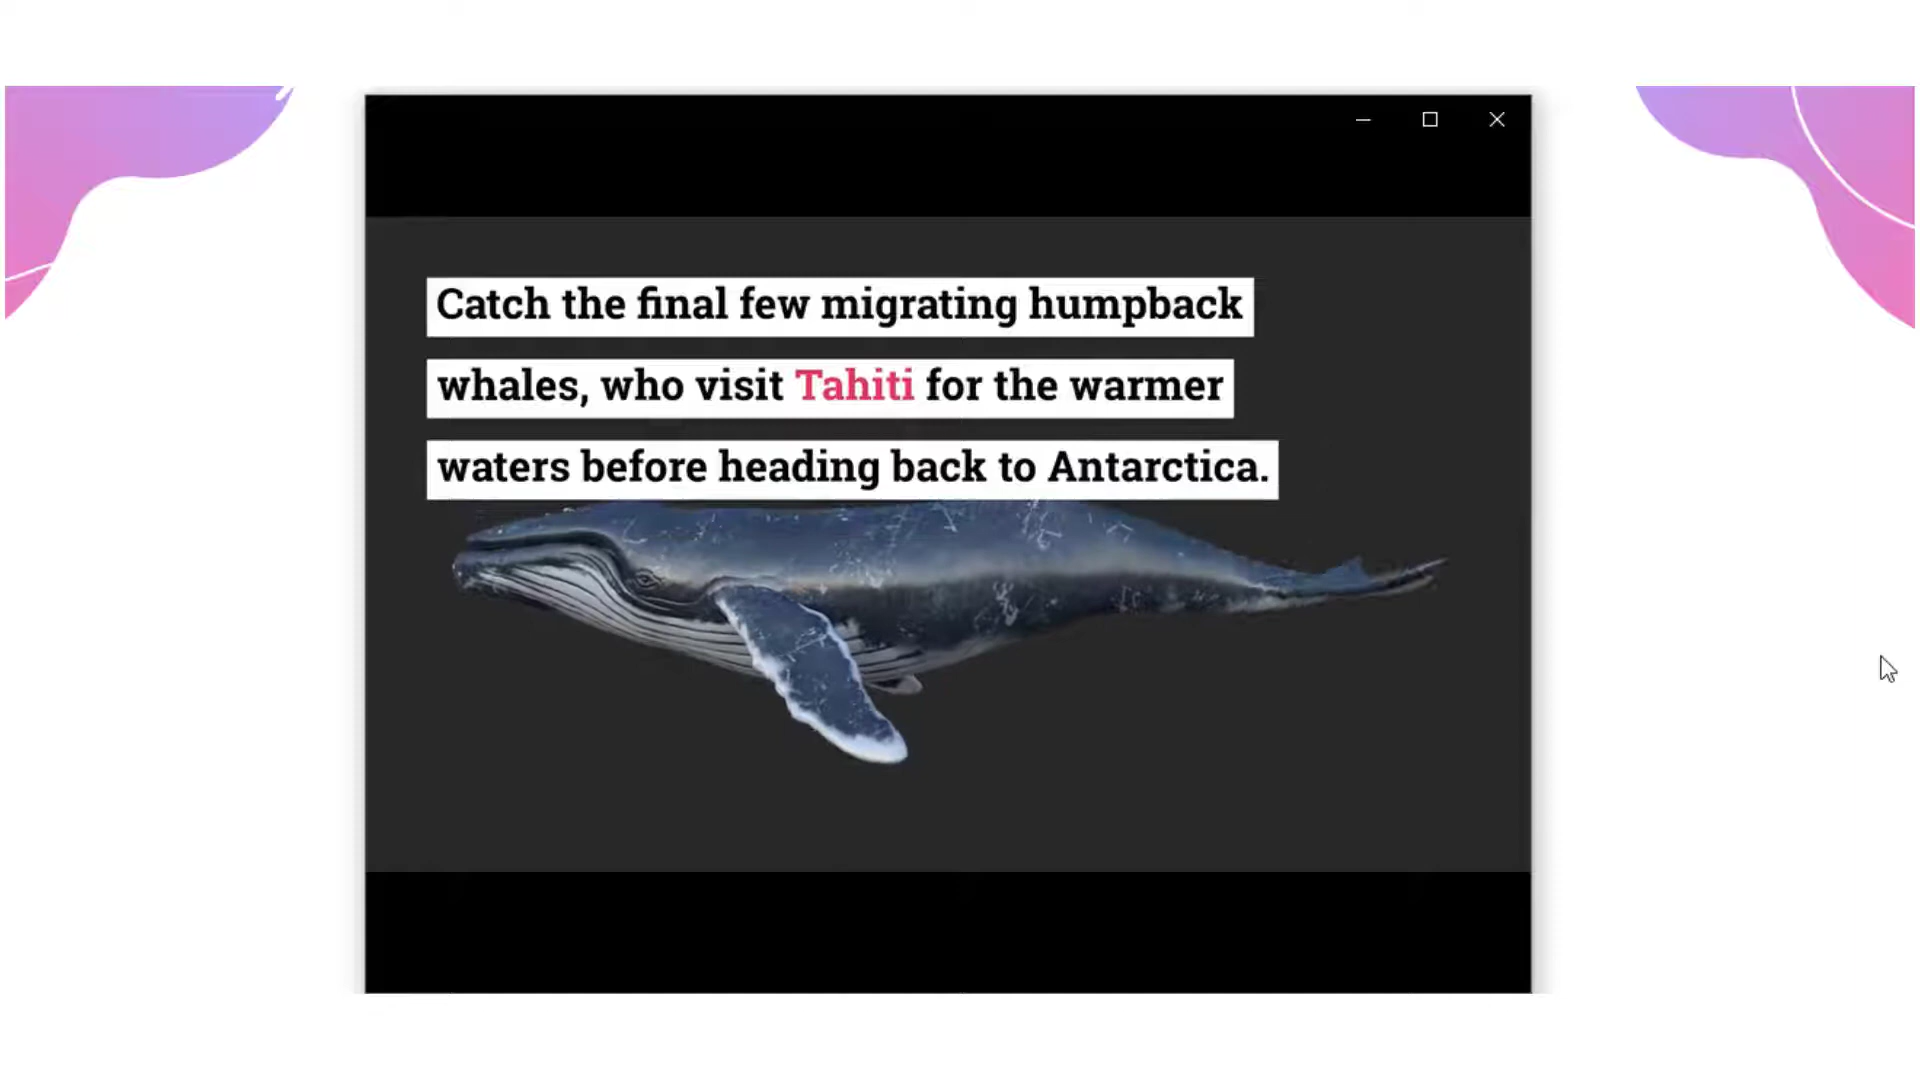 Catch the final few migrating humpback
whales, who visit Tahiti for the warmer
waters before heading back to Antarctica.